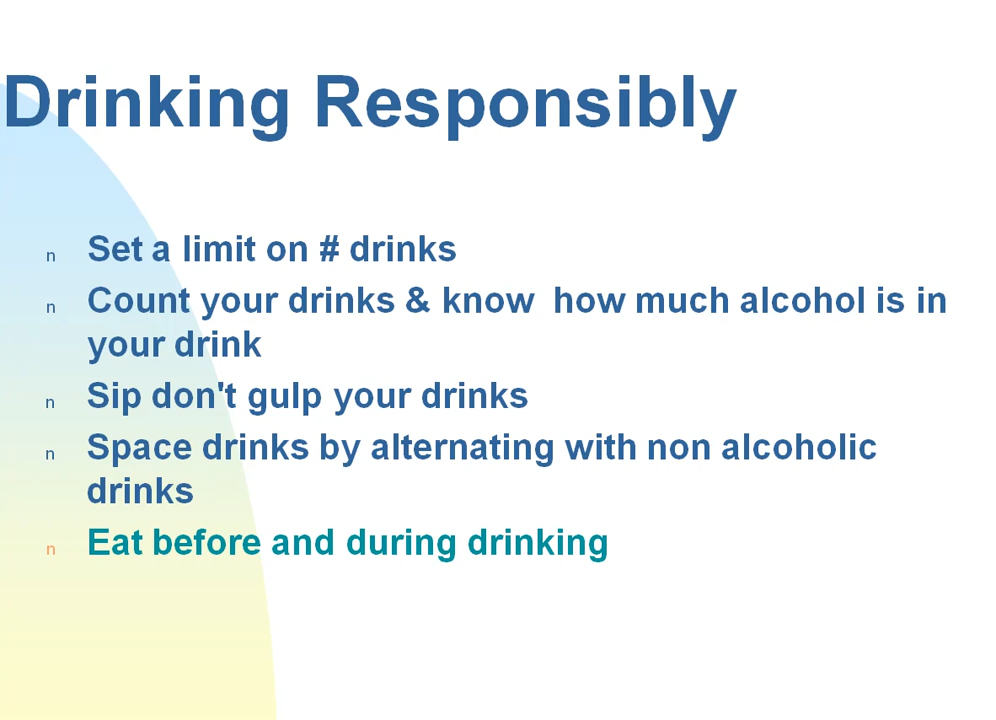 Drinking Responsibly
n Set a limit on # drinks
n Count your drinks & know  how much alcohol is in
your drink
n Sip don't gulp your drinks
n Space drinks by alternating with non alcoholic
drinks
n Eat before and during drinking